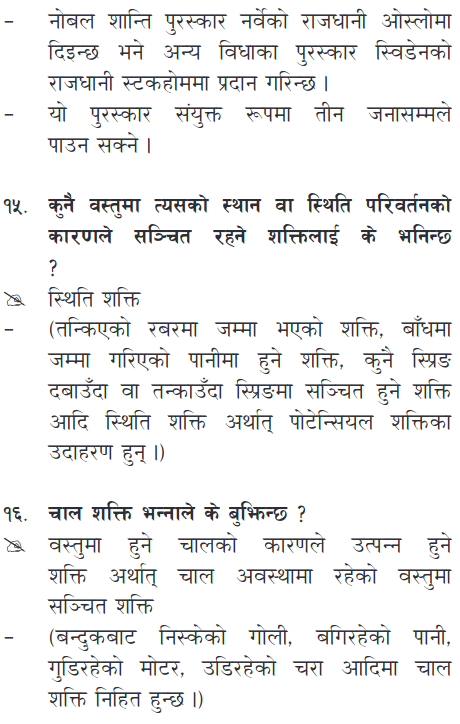 – नोबल शान्ति पुरस्कार नर्वेको राजधानी ओस्लोमा
दिइन्छ भने अन्य विधाका पुरस्कार स्विडेनको
राजधानी स्टकहोममा प्रदान गरिन्छ ।
– यो पुरस्कार संयुक्त रूपमा तीन जनासम्मले
पाउन सक्ने ।
१५. कुनै वस्तुमा त्यसको स्थान वा स्थिति परिवर्तनको
कारणले सञ्चित रहने शक्तिलाई के भनिन्छ
?
स्थिति शक्ति
– (तन्किएको रबरमा जम्मा भएको शक्ति, बाँधमा
जम्मा गरिएको पानीमा हुने शक्ति, कुनै स्प्रिङ
दबाउँदा वा तन्काउँदा स्प्रिङमा सञ्चित हुने शक्ति
आदि स्थिति शक्ति अर्थात् पोटेन्सियल शक्तिका
उदाहरण हुन् ।)
१६. चाल शक्ति भन्नाले के बुझिन्छ ?
वस्तुमा हुने चालको कारणले उत्पन्न हुने
शक्ति अर्थात् चाल अवस्थामा रहेको वस्तुमा
सञ्चित शक्ति
– (बन्दुकबाट निस्केको गोली, बगिरहेको पानी,
गुडिरहेको मोटर, उडिरहेको चरा आदिमा चाल
शक्ति निहित हुन्छ ।)